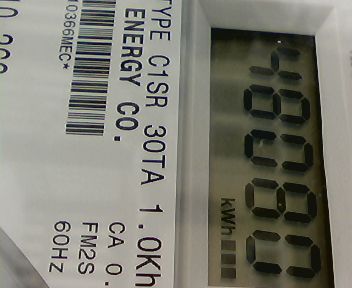 kWh
TYPE C1SR 30TA 1.0Kh
ENERGY CO.
CA 0.
FM2S
60HZ
10366MEC*